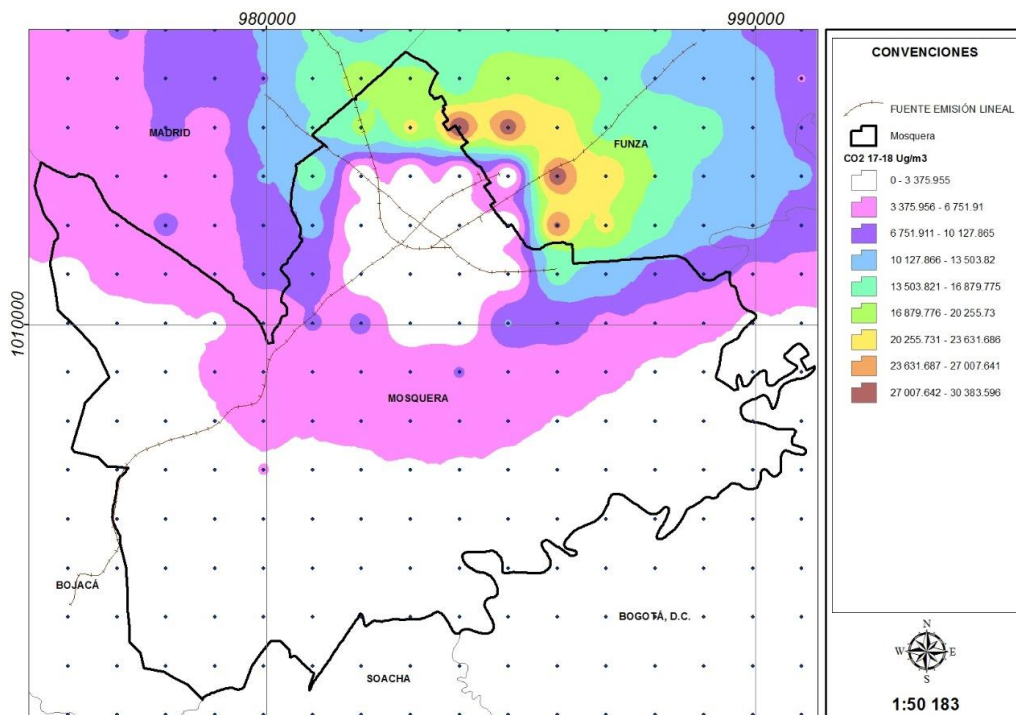 980000
990000
1010000
MADRID
FUNZA
MOSQUERA
BOJACÁ
BOGOTÁ, D.C.
SOACHA
CONVENCIONES
FUENTE EMISIÓN LINEAL
Mosquera
CO2 17-18 Ug/m3
0 - 3 375.955
3 375.956 - 6 751.91
6 751.911 - 10 127.865
10 127.866 - 13 503.82
13 503.821 - 16 879.775
16 879.776 - 20 255.73
20 255.731 - 23 631.686
23 631.687 - 27 007.641
27 007.642 - 30 383.596
N
W E
S
1:50 183